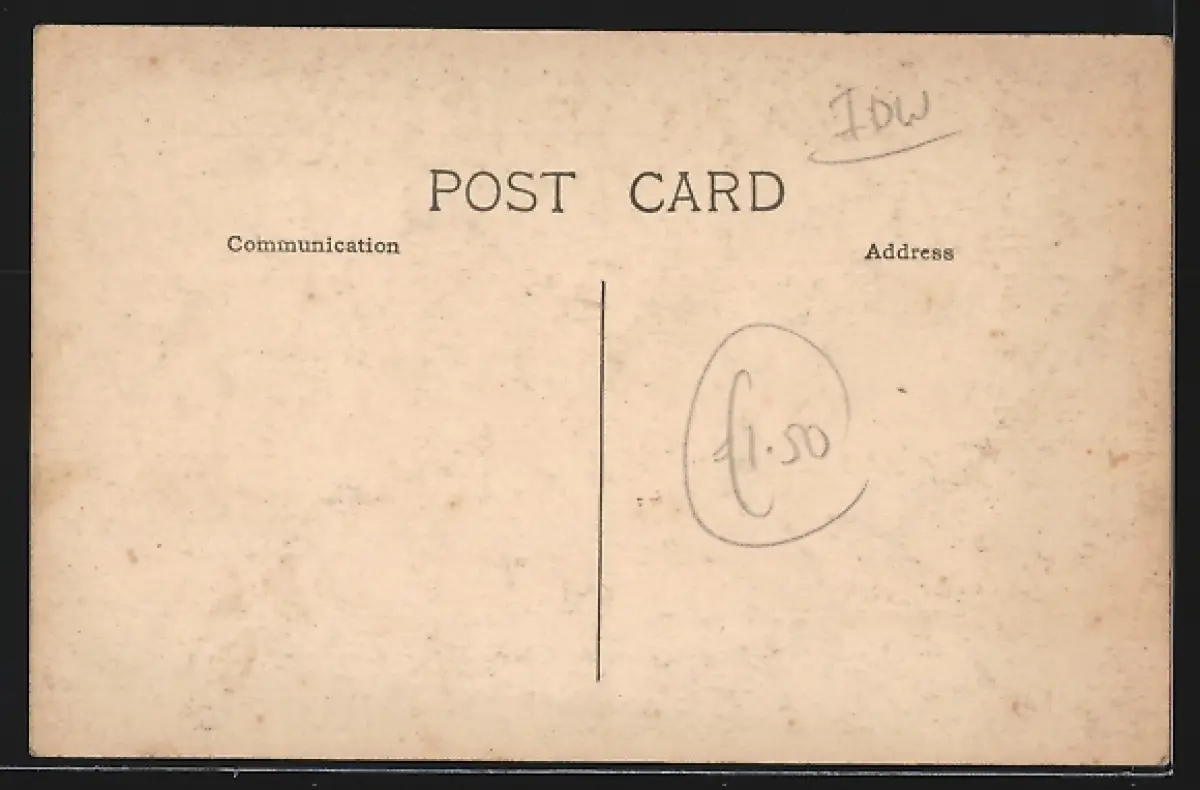 IOW
POST CARD
Communication
Address
£1.50